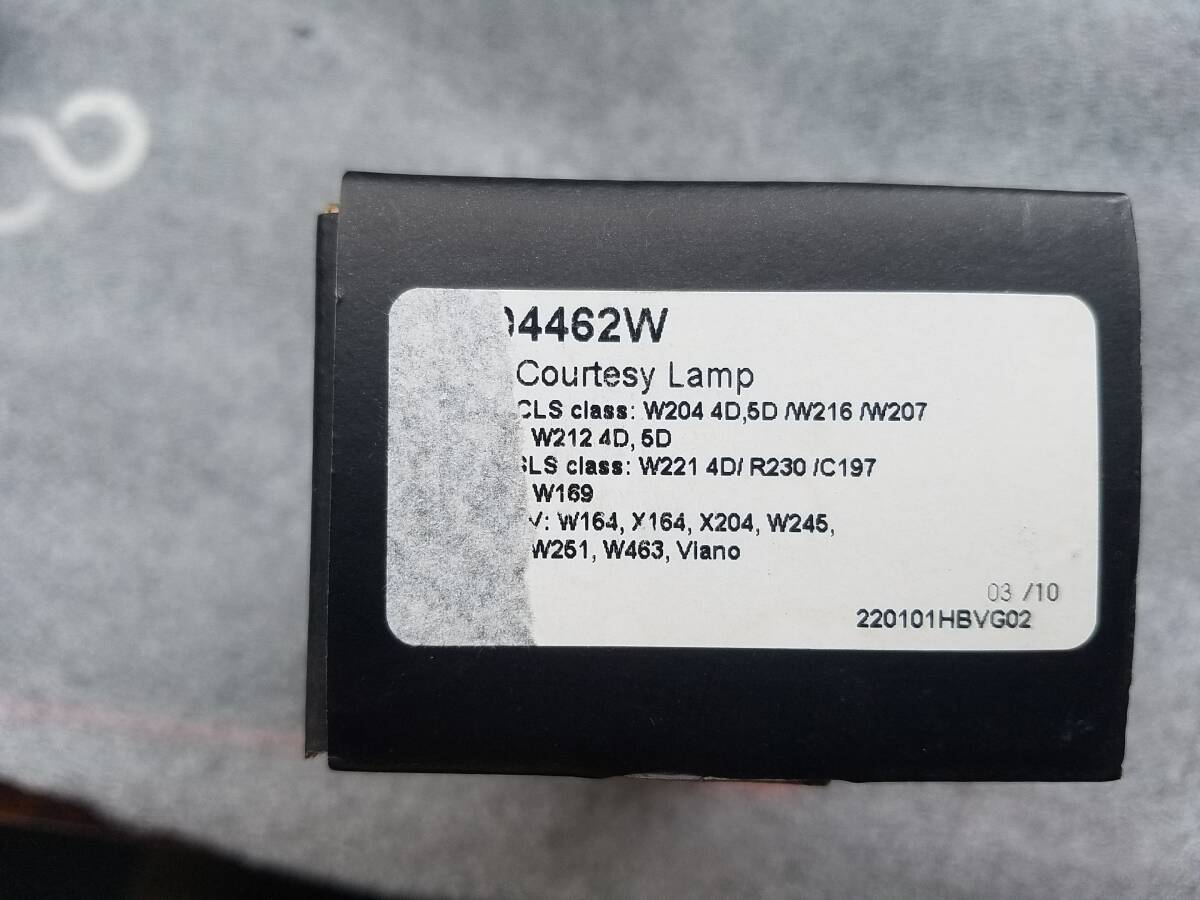 4462W
Courtesy Lamp
CLS class: W204 4D,5D /W216 /W207
W212 4D, 5D
SLS class: W221 4D/ R230 /C197
W169
V: W164, X164, X204, W245,
W251, W463, Viano
03 /10
220101HBVG02